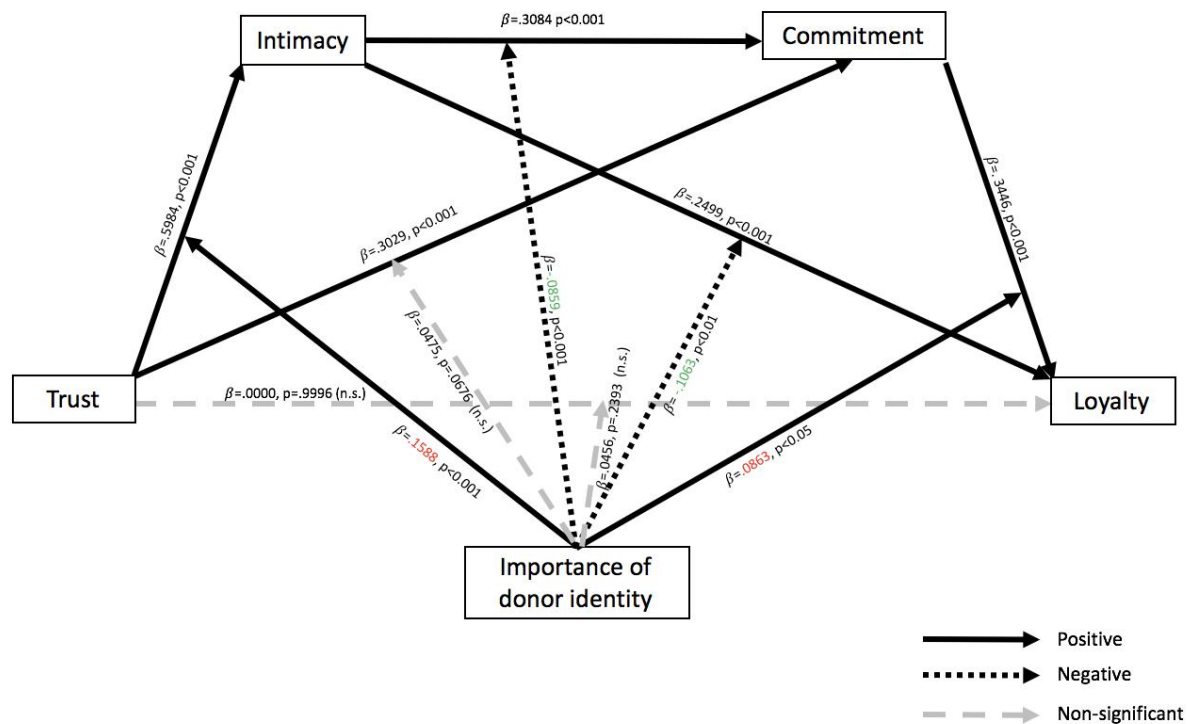 β=.3084 p<0.001
Intimacy
Commitment
β=.5984, p<0.001
β=.3029, p<0.001
β=.2499, p<0.001
β=. 3446, p<0.001
β=-.0859, p<0.001
β= -.1063, p<0.01
β=.0475, p=.0676 (n.s.)
β=.0456, p=.2393 (n.s.)
Trust
β=.0000, p=.9996 (n.s.)
Loyalty
β=.1588, p<0.001
β=.0863, p<0.05
Importance of
donor identity
Positive
Negative
Non-significant